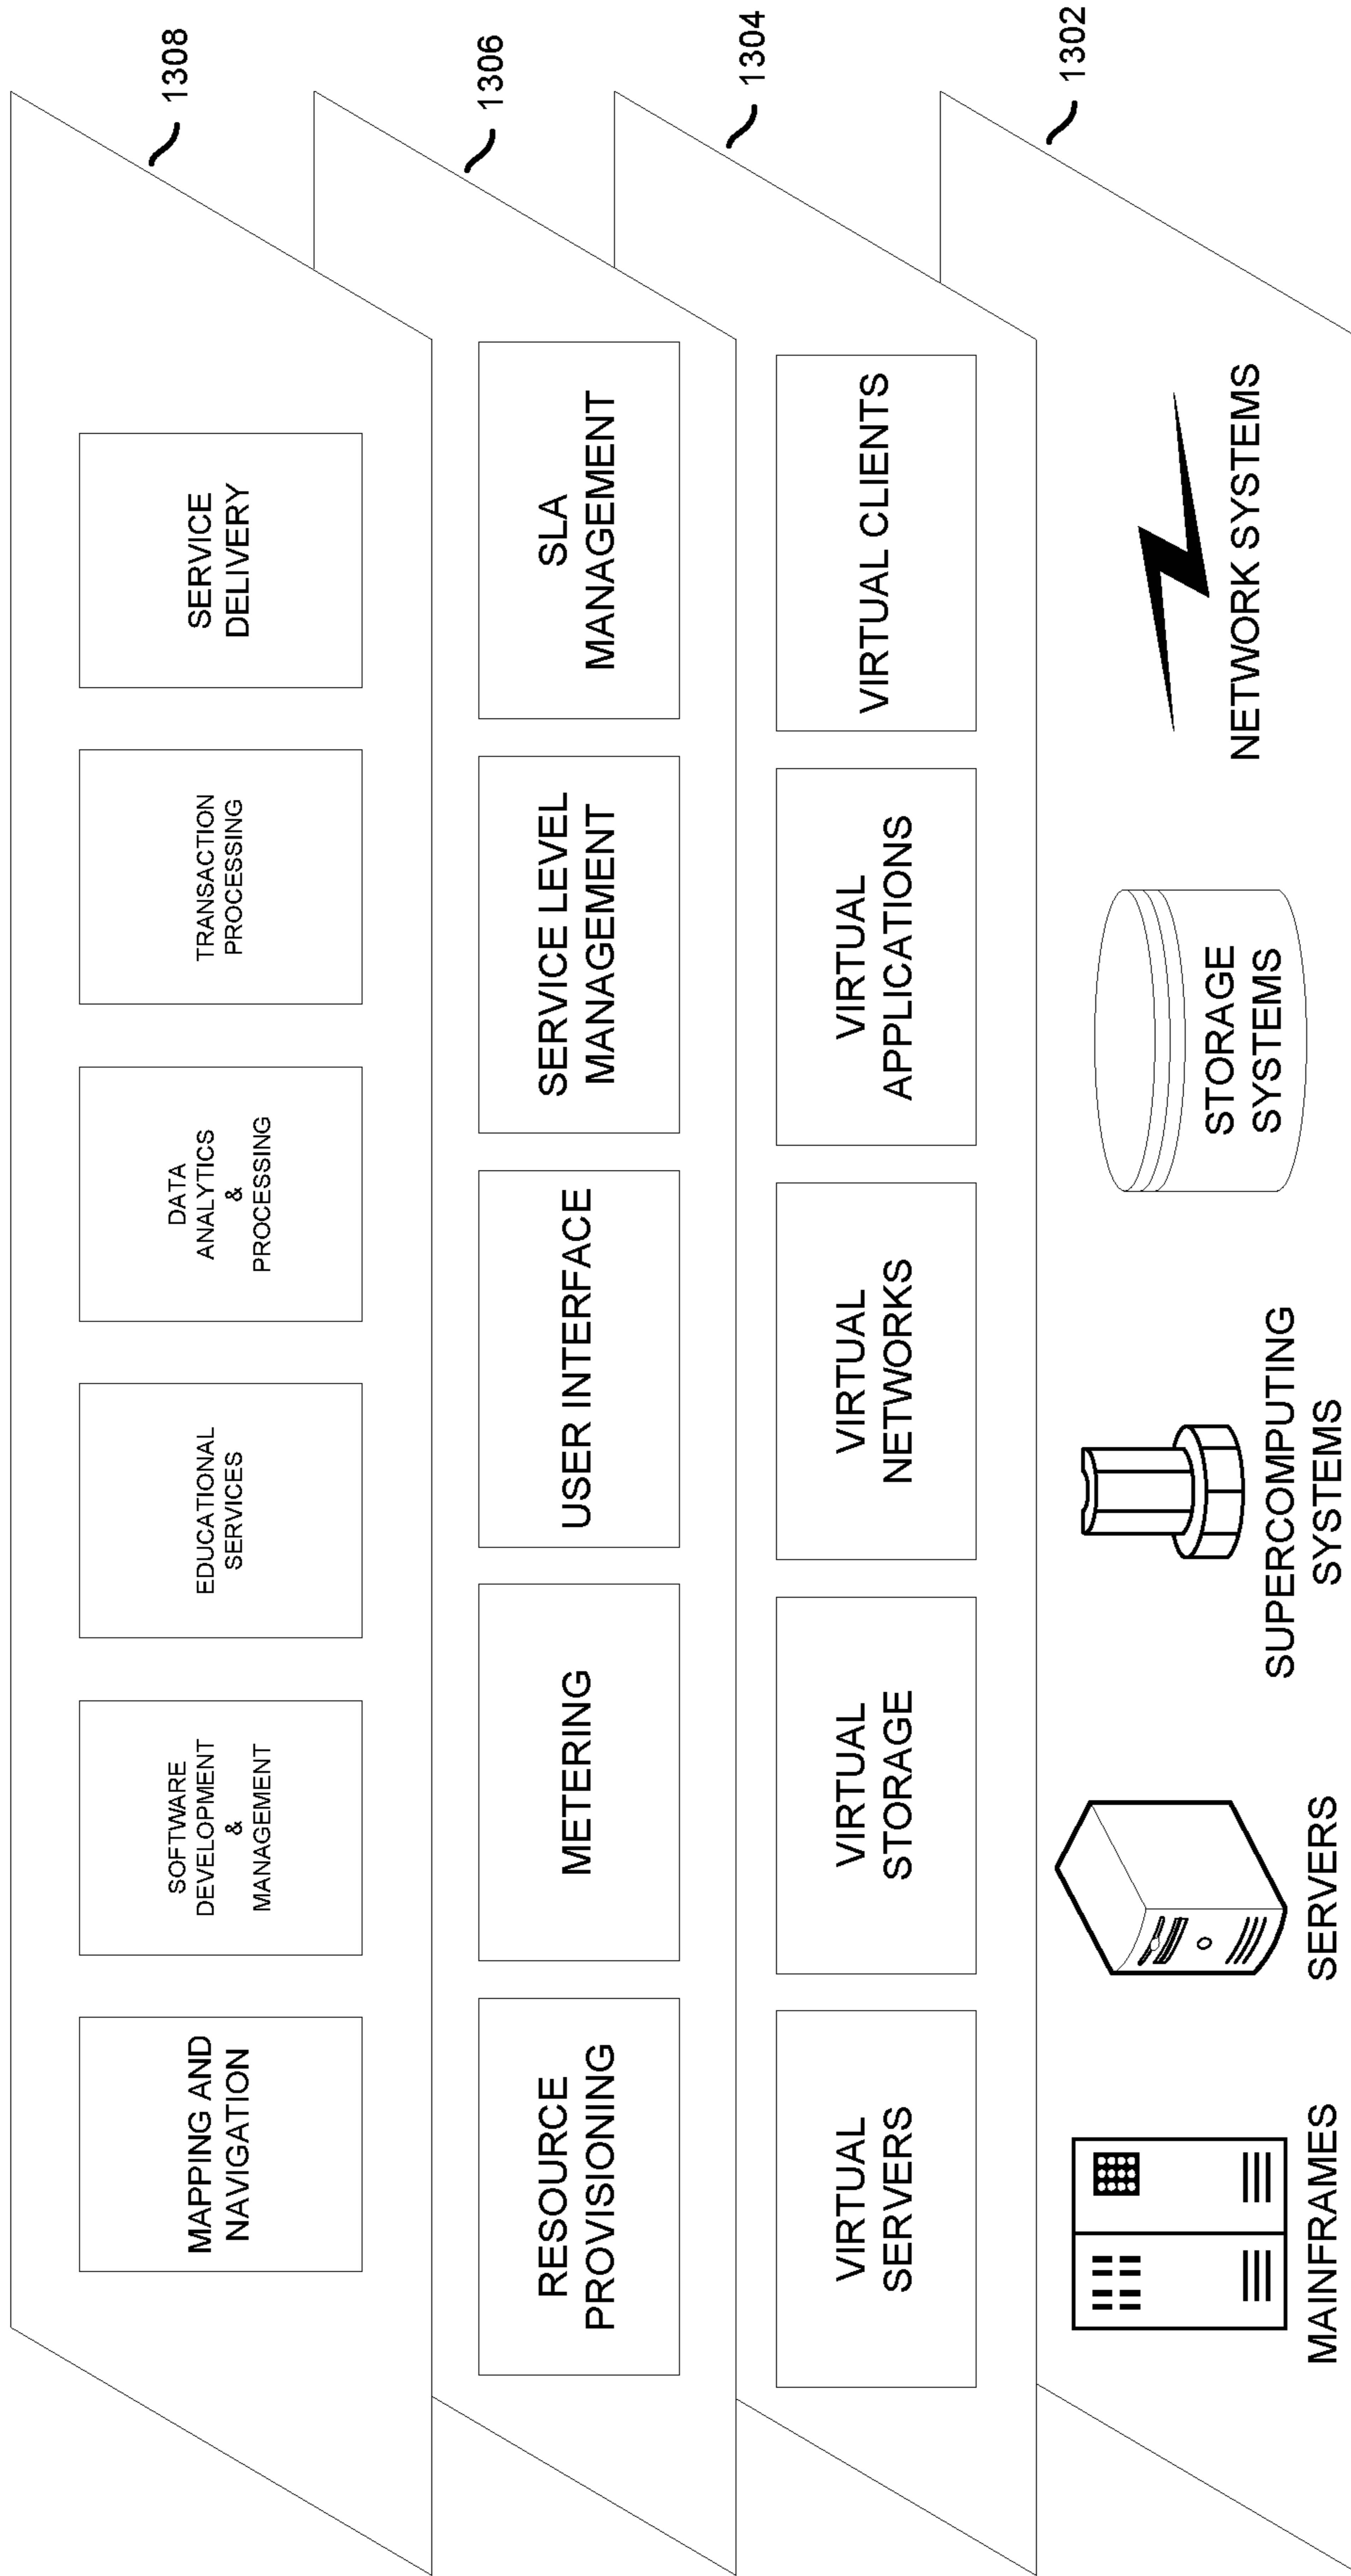 1308
MAPPING AND
NAVIGATION
SOFTWARE
DEVELOPMENT
&
MANAGEMENT
EDUCATIONAL
SERVICES
DATA
ANALYTICS
&
PROCESSING
TRANSACTION
PROCESSING
SERVICE
DELIVERY
1306
RESOURCE
PROVISIONING
METERING
USER INTERFACE
SERVICE LEVEL
MANAGEMENT
SLA
MANAGEMENT
1304
VIRTUAL
SERVERS
VIRTUAL
STORAGE
VIRTUAL
NETWORKS
VIRTUAL
APPLICATIONS
VIRTUAL CLIENTS
1302
MAINFRAMES
SERVERS
SUPERCOMPUTING
SYSTEMS
STORAGE
SYSTEMS
NETWORK SYSTEMS